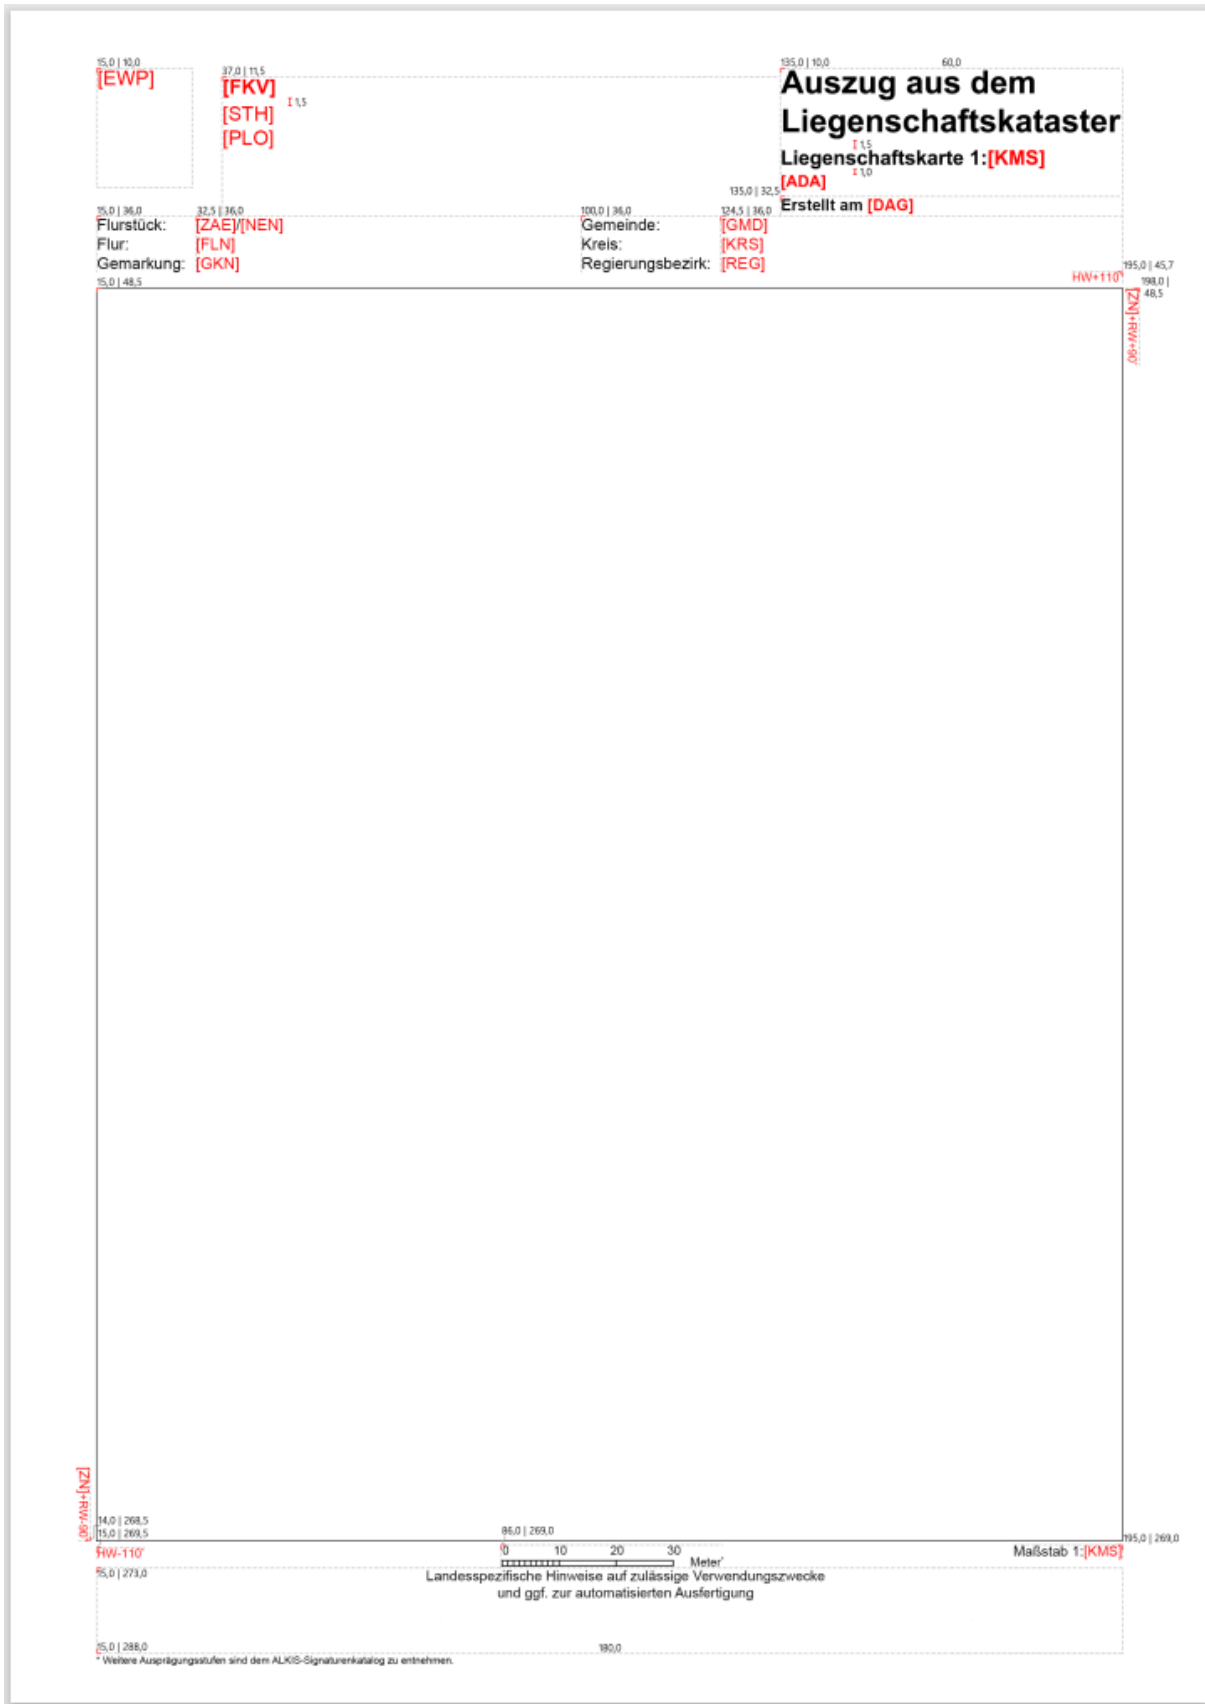 15,0 | 10,0
[EWP]
37,0 | 11,5
[FKV]
1,5
[STH]
[PLO]
135,0 | 10,0
60,0
Auszug aus dem
Liegenschaftskataster
1,5
Liegenschaftskarte 1:[KMS]
1,0
[ADA]
135,0 | 32,5
Erstellt am [DAG]
15,0 | 36,0
32,5 | 36,0
100,0 | 36,0
124,5 | 36,0
Flurstück: [ZAE]/[NEN]
Flur: [FLN]
Gemarkung: [GKN]
Gemeinde: [GMD]
Kreis: [KRS]
Regierungsbezirk: [REG]
15,0 | 48,5
195,0 | 45,7
HW+110*
198,0 |
48,5
[ZN]+RW+90*
[ZN]+RW-90*
14,0 | 268,5
15,0 | 269,5
86,0 | 269,0
195,0 | 269,0
HW-110*
0 10 20 30
Meter*
Maßstab 1:[KMS]
15,0 | 273,0
Landesspezifische Hinweise auf zulässige Verwendungszwecke
und ggf. zur automatisierten Ausfertigung
15,0 | 288,0
180,0
* Weitere Ausprägungsstufen sind dem ALKIS-Signaturenkatalog zu entnehmen.